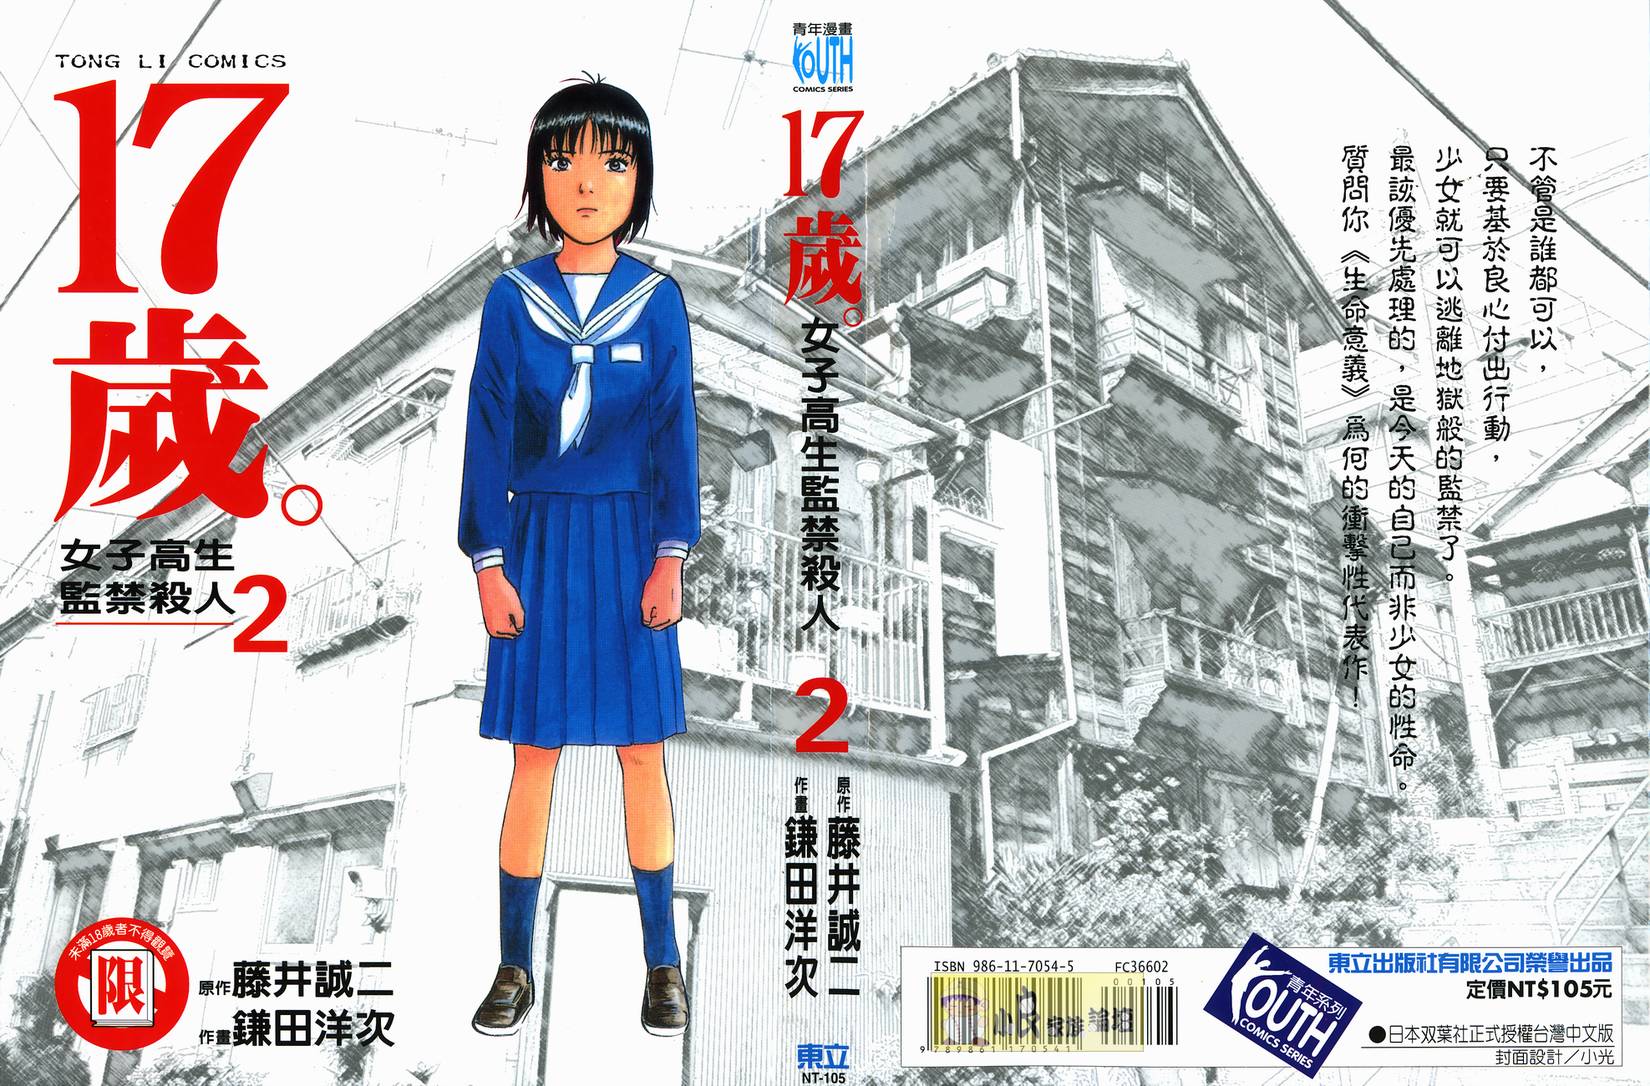 TONG LI COMICS
17
歲。
女子高生
監禁殺人
2
未滿18歲者不得觀覽
限
原作藤井誠二
作畫鎌田洋次
青年漫畫
YOUTH
COMICS SERIES
17歲。
女子高生監禁殺人
2
原作 藤井誠二
作畫 鎌田洋次
東立
NT-105
不管是誰都可以，
只要基於良心付出行動，
少女就可以逃離地獄般的監禁了。
最該優先處理的，是今天的自己而非少女的性命。
質問你《生命意義》為何的衝擊性代表作！
ISBN 986-11-7054-5
FC36602
00105
9789861170541
小民家族論壇
青年系列
YOUTH
COMICS SERIES
東立出版社有限公司榮譽出品
定價NT$105元
●日本双葉社正式授權台灣中文版
封面設計／小光